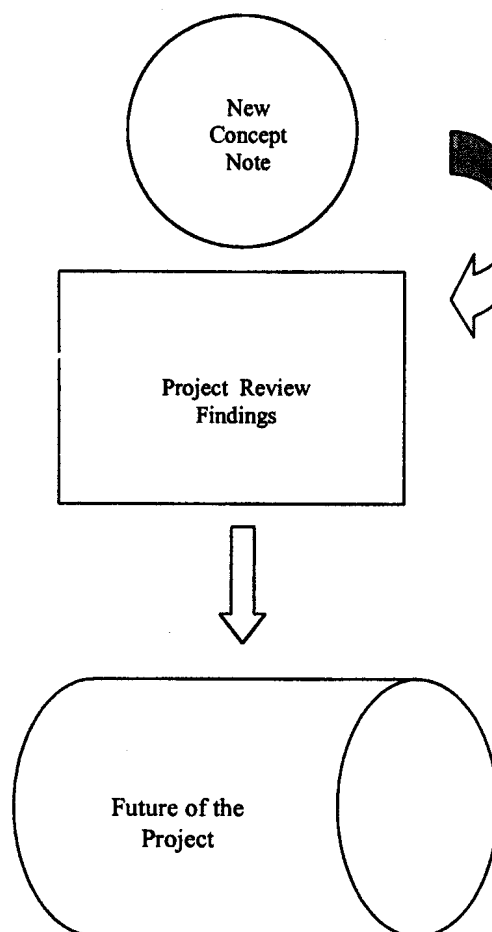 New
Concept
Note
Project Review
Findings
Future of the
Project